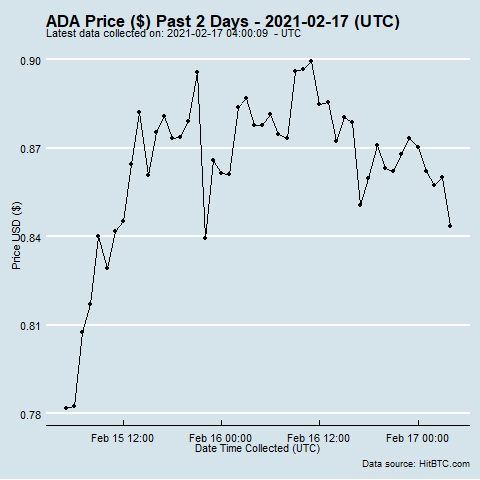 ADA Price ($) Past 2 Days - 2021-02-17 (UTC)
Latest data collected on: 2021-02-17 04:00:09 - UTC
0.90
0.87
0.84
0.81
0.78
Price USD ($)
Feb 15 12:00
Feb 16 00:00
Feb 16 12:00
Feb 17 00:00
Date Time Collected (UTC)
Data source: HitBTC.com